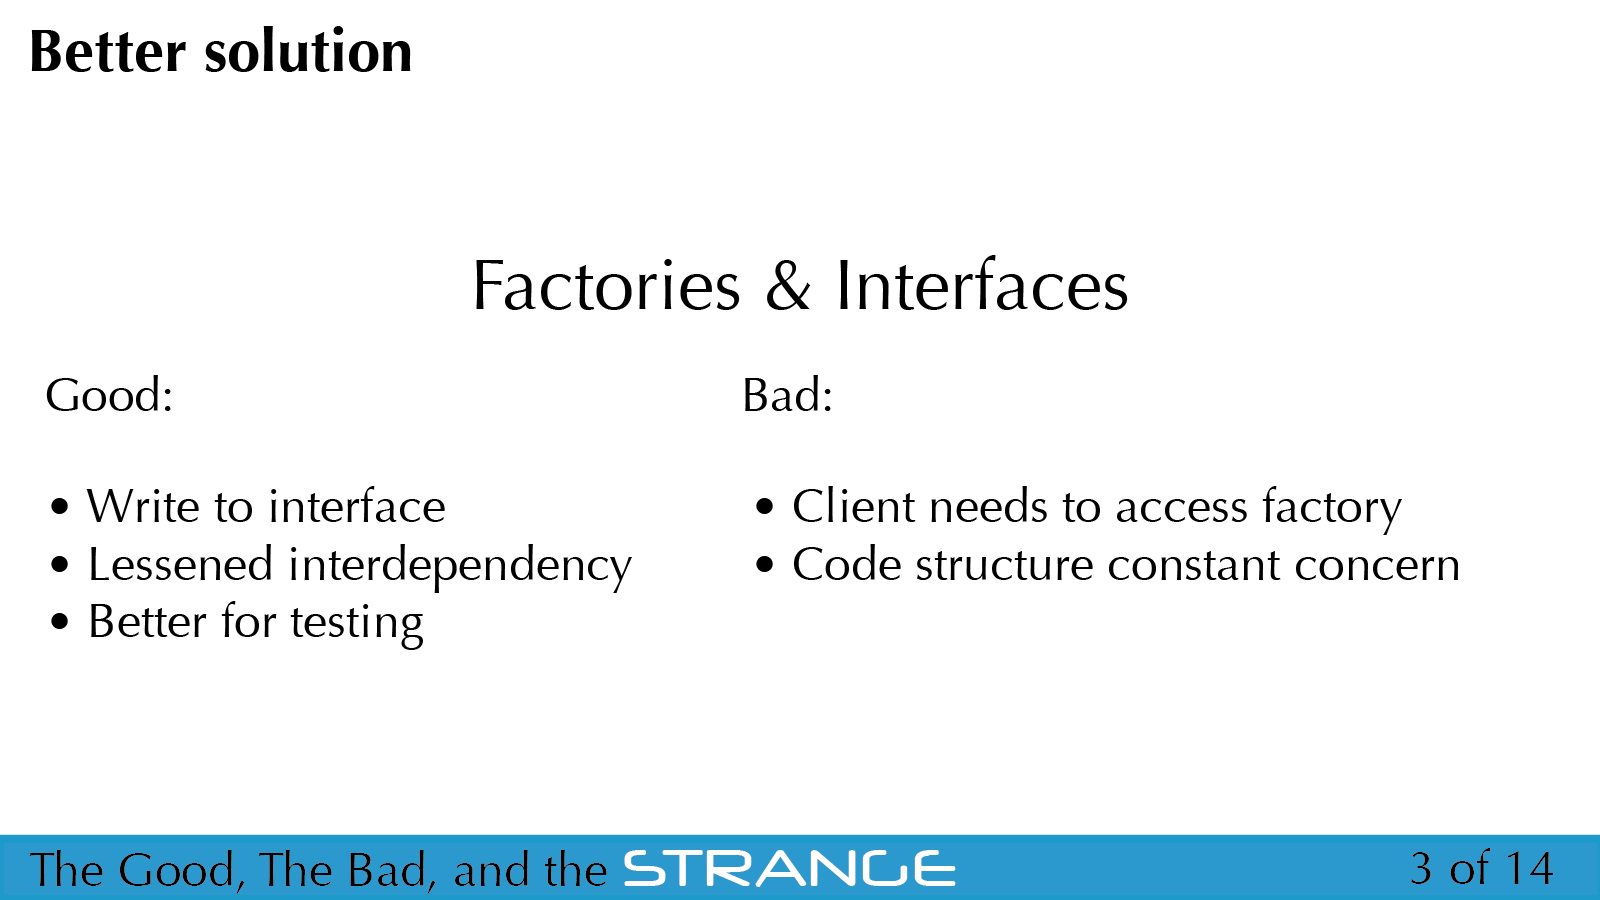 Better solution
Factories & Interfaces
Good:
• Write to interface
• Lessened interdependency
• Better for testing
Bad:
• Client needs to access factory
• Code structure constant concern
The Good, The Bad, and the STRANGE
3 of 14